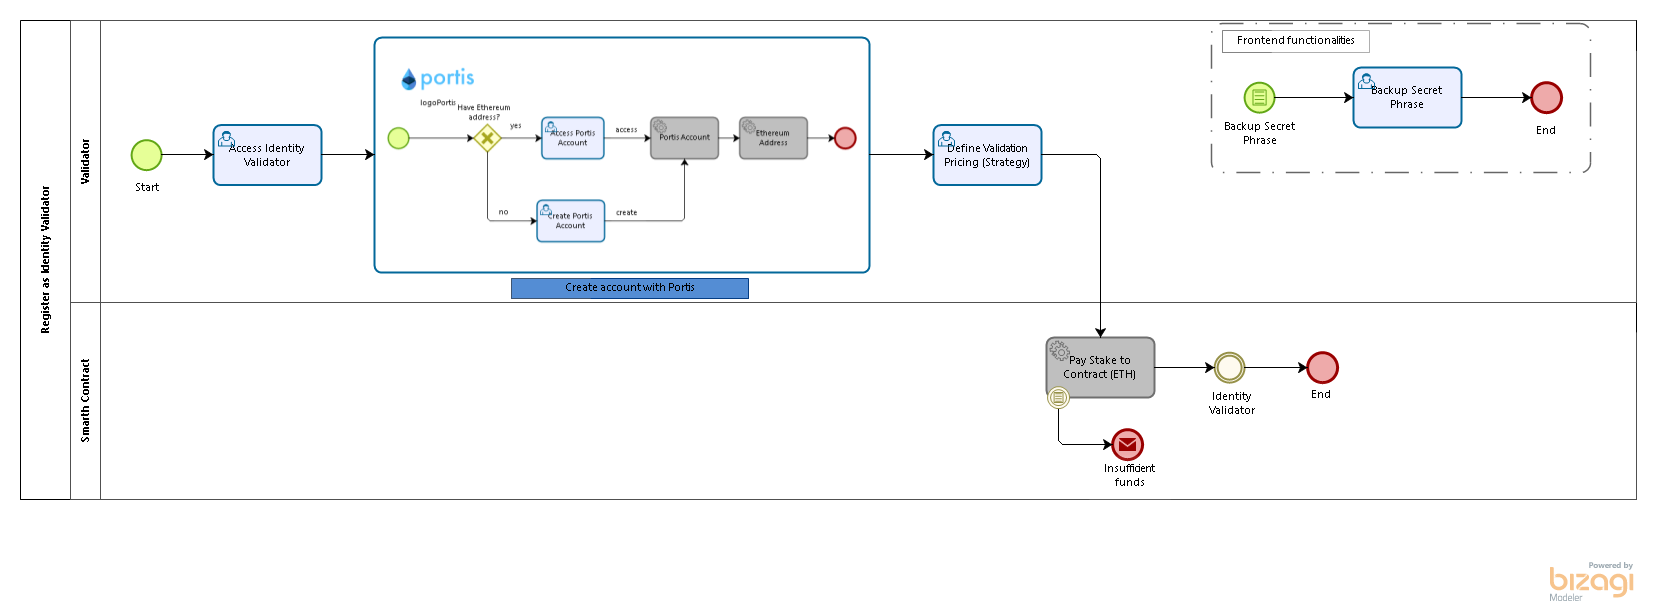 Register as Identity Validator
Validator
Smarth Contract
Start
Access Identity
Validator
portis
logoPortis
Have Ethereum
address?
yes
no
Access Portis
Account
access
Create Portis
Account
create
Portis Account
Ethereum
Address
Create account with Portis
Define Validation
Pricing (Strategy)
Frontend functionalities
Backup Secret
Phrase
Backup Secret
Phrase
End
Pay Stake to
Contract (ETH)
Insufficient
funds
Identity
Validator
End
Powered by
bizagi
Modeler